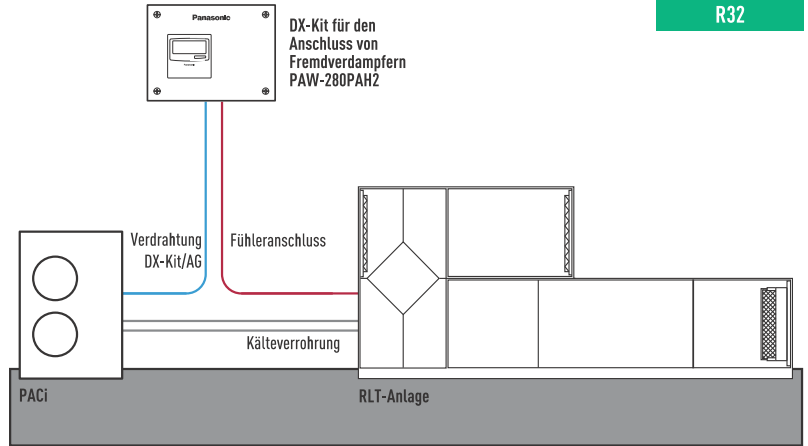 R32
Panasonic
DX-Kit für den
Anschluss von
Fremdverdampfern
PAW-280PAH2
Verdrahtung
DX-Kit/AG
Fühleranschluss
Kälteverrohrung
PACi
RLT-Anlage